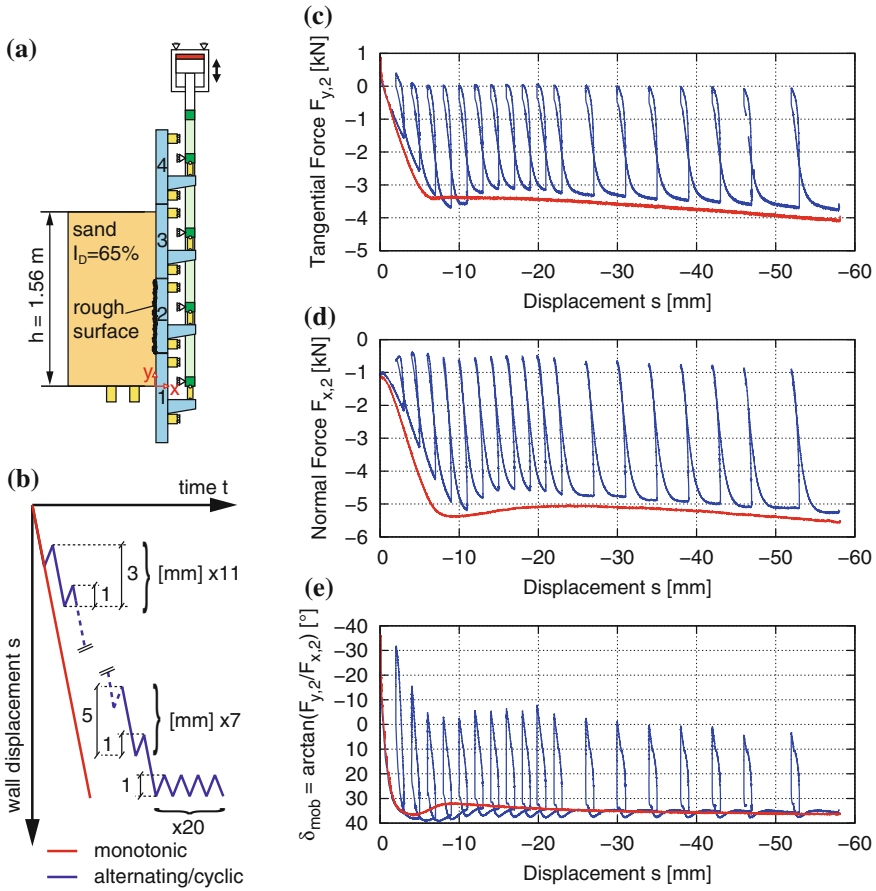 (a)
4
3
2
1
sand
I_D=65%
rough
surface
h = 1.56 m
y
x
(b)
time t
wall displacement s
3
1
} [mm] x11
5
1
} [mm] x7
1
x20
monotonic
alternating/cyclic
(c)
Tangential Force F_y,2 [kN]
1
0
-1
-2
-3
-4
-5
0 -10 -20 -30 -40 -50 -60
Displacement s [mm]
(d)
Normal Force F_x,2 [kN]
0
-1
-2
-3
-4
-5
-6
0 -10 -20 -30 -40 -50 -60
Displacement s [mm]
(e)
δ_mob = arctan(F_y,2/F_x,2) [°]
-40
-30
-20
-10
0
10
20
30
40
0 -10 -20 -30 -40 -50 -60
Displacement s [mm]